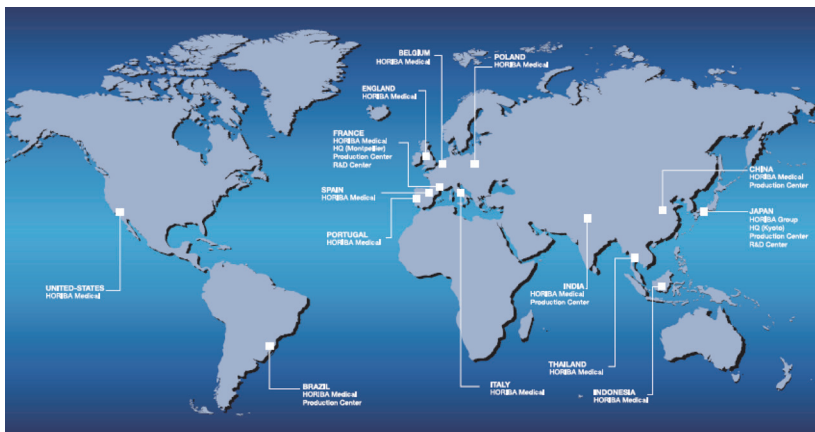 BELGIUM
HORIBA Medical
POLAND
HORIBA Medical
ENGLAND
HORIBA Medical
FRANCE
HORIBA Medical
HQ (Montpellier)
Production Center
R&D Center
SPAIN
HORIBA Medical
PORTUGAL
HORIBA Medical
CHINA
HORIBA Medical
Production Center
JAPAN
HORIBA Group
HQ (Kyoto)
Production Center
R&D Center
UNITED-STATES
HORIBA Medical
INDIA
HORIBA Medical
Production Center
THAILAND
HORIBA Medical
BRAZIL
HORIBA Medical
Production Center
ITALY
HORIBA Medical
INDONESIA
HORIBA Medical